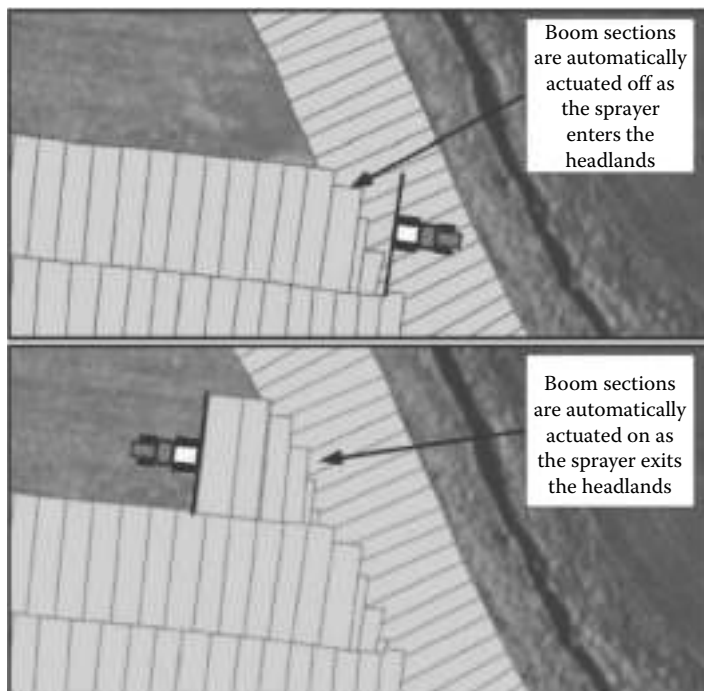 Boom sections
are automatically
actuated off as
the sprayer
enters the
headlands
Boom sections
are automatically
actuated on as
the sprayer exits
the headlands